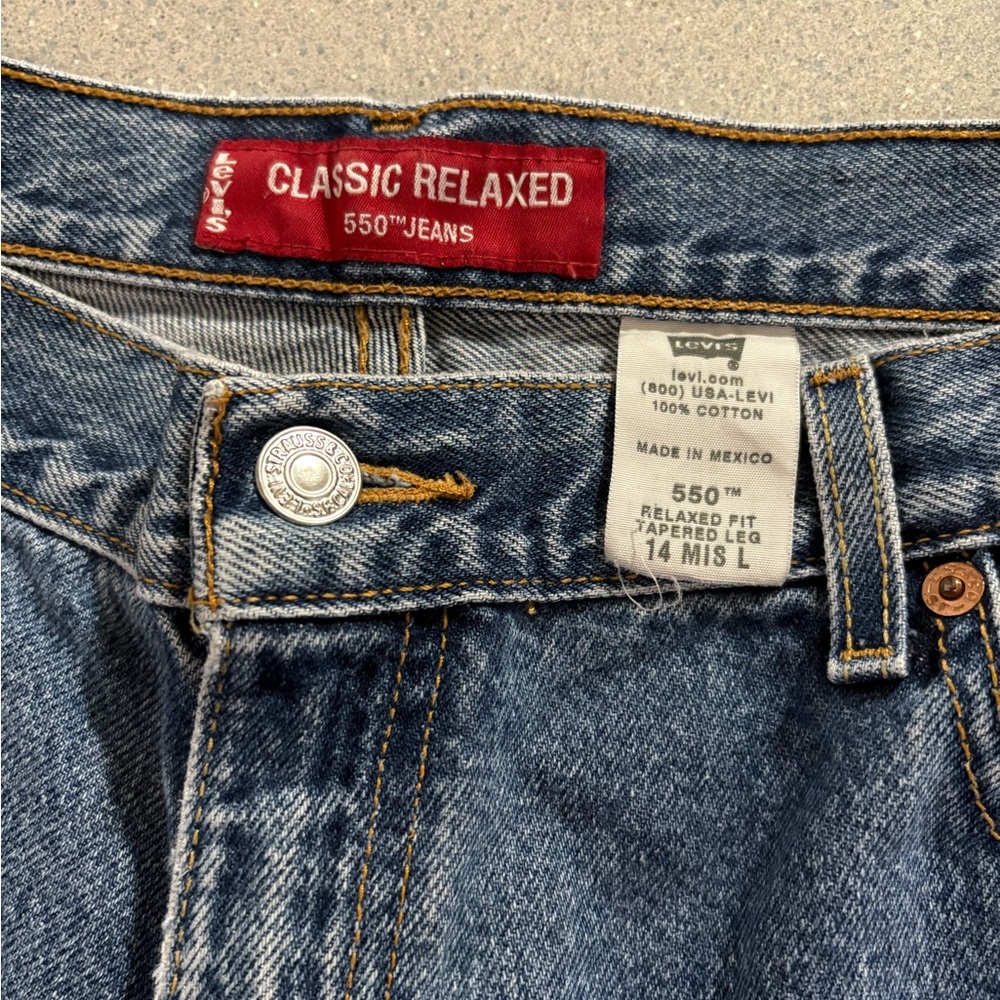 Levi's
CLASSIC RELAXED
550™ JEANS
LEVI'S
®
levi.com
(800) USA-LEVI
100% COTTON
MADE IN MEXICO
550™
RELAXED FIT
TAPERED LEG
14 MIS L
STRAUSS & CO